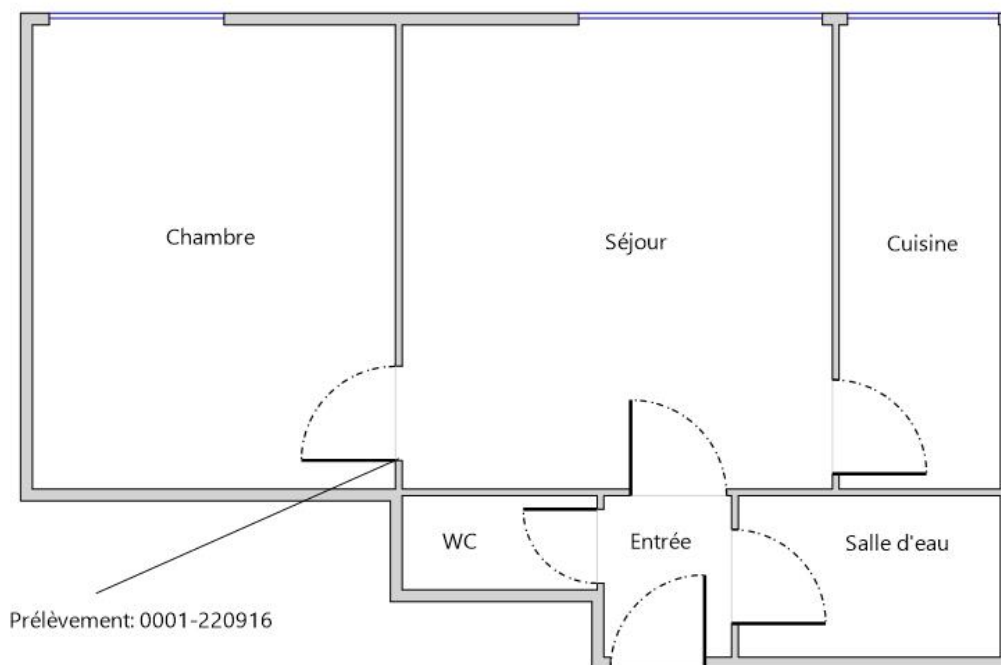 Chambre
Séjour
Cuisine
WC
Entrée
Salle d'eau
Prélèvement: 0001-220916